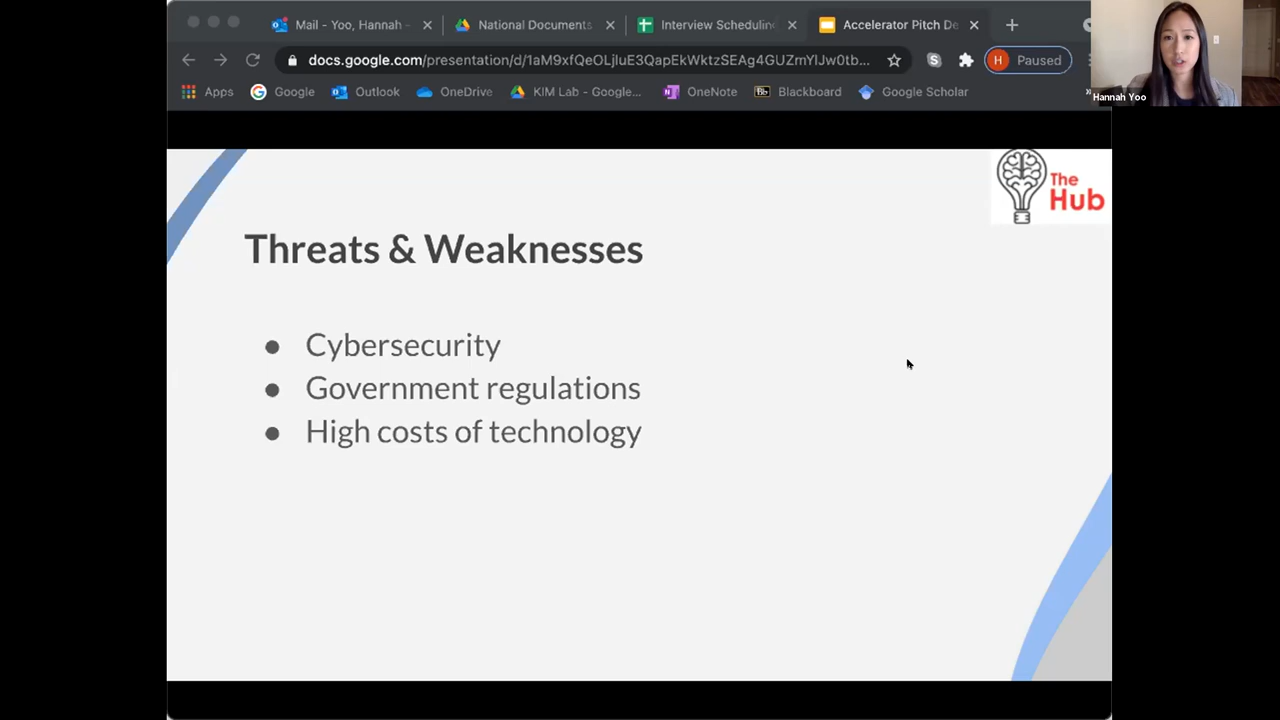 Mail - Yoo, Hannah -
National Documents
Interview Scheduling
Accelerator Pitch De
docs.google.com/presentation/d/1aM9xfQeOLjluE3QapEkWktzSEAg4GUZmYlJw0tb...
H Paused
Apps
Google
Outlook
OneDrive
KIM Lab - Google...
OneNote
Bb Blackboard
Google Scholar
»
Hannah Yoo
The
Hub
Threats & Weaknesses
● Cybersecurity
● Government regulations
● High costs of technology